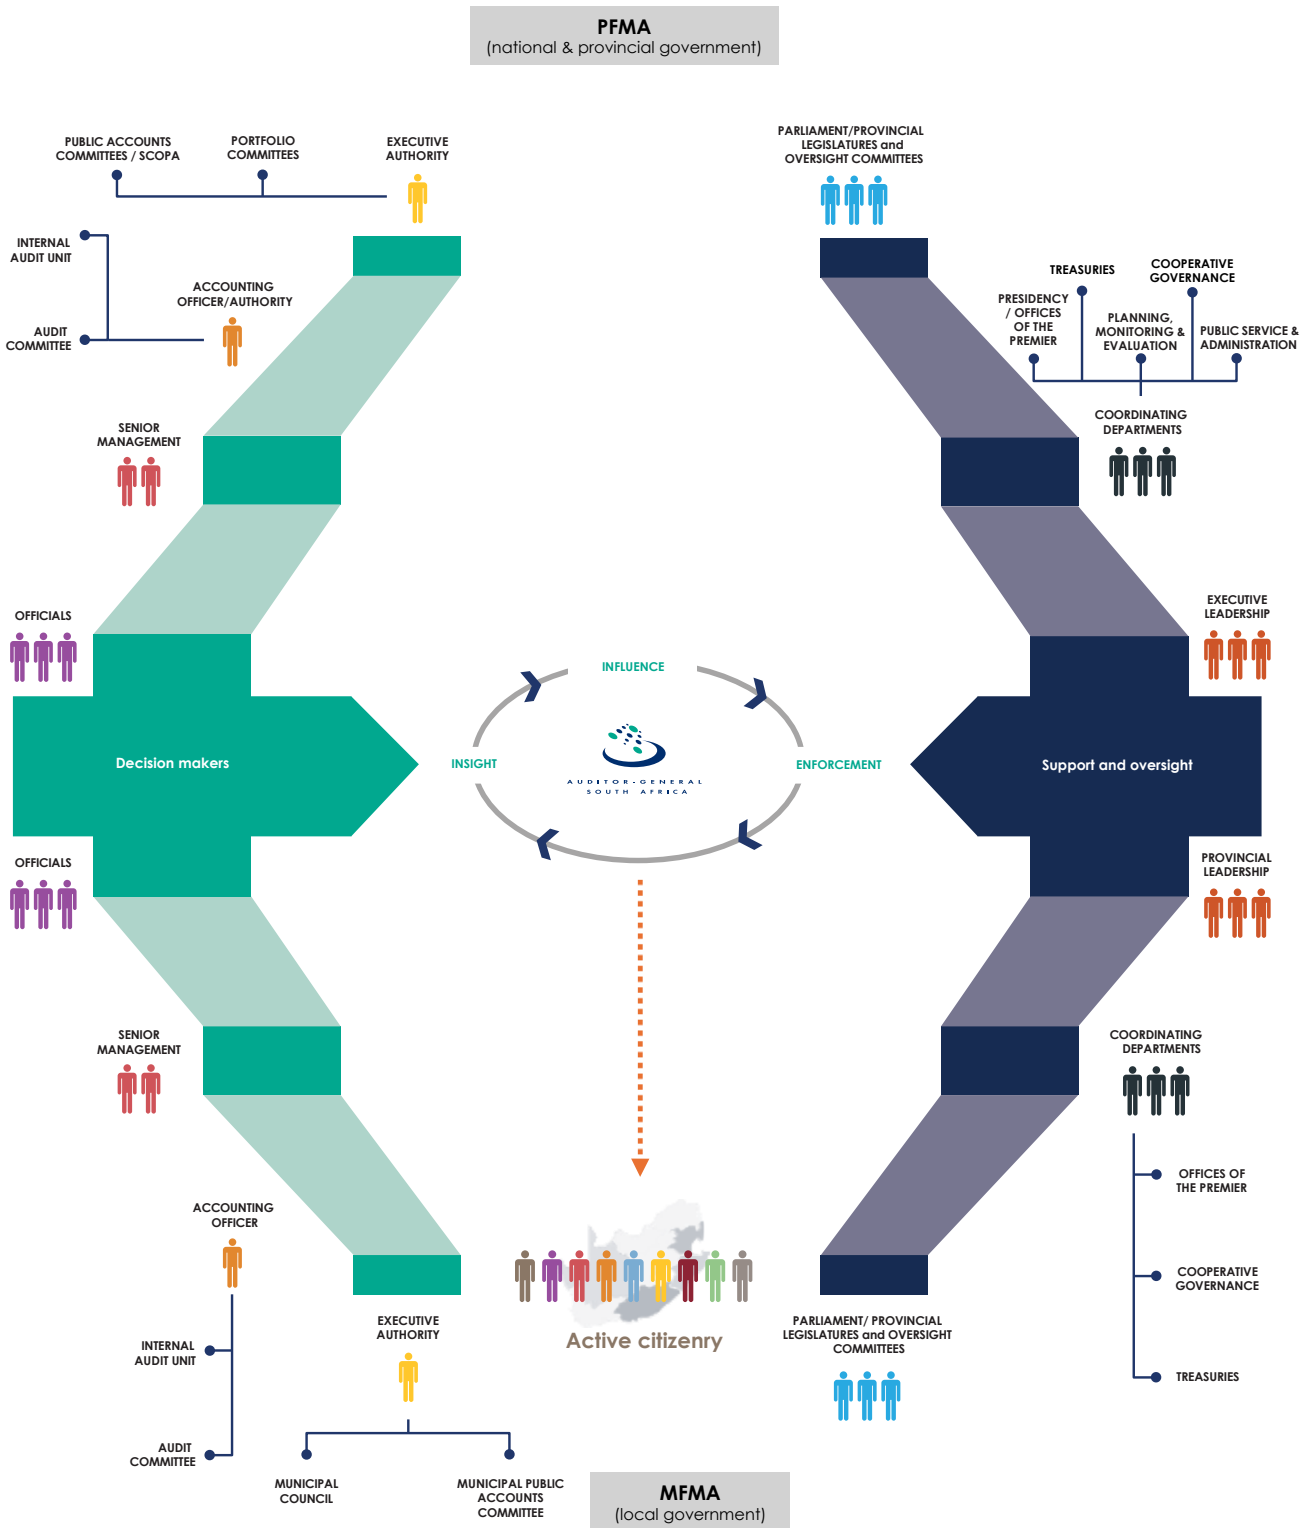 PFMA
(national & provincial government)
PUBLIC ACCOUNTS
COMMITTEES / SCOPA
PORTFOLIO
COMMITTEES
EXECUTIVE
AUTHORITY
INTERNAL
AUDIT UNIT
ACCOUNTING
OFFICER/AUTHORITY
AUDIT
COMMITTEE
SENIOR
MANAGEMENT
OFFICIALS
Decision makers
OFFICIALS
SENIOR
MANAGEMENT
ACCOUNTING
OFFICER
INTERNAL
AUDIT UNIT
AUDIT
COMMITTEE
EXECUTIVE
AUTHORITY
MUNICIPAL
COUNCIL
MUNICIPAL PUBLIC
ACCOUNTS
COMMITTEE
INFLUENCE
INSIGHT
ENFORCEMENT
AUDITOR-GENERAL
SOUTH AFRICA
Active citizenry
PARLIAMENT/PROVINCIAL
LEGISLATURES and
OVERSIGHT COMMITTEES
TREASURIES
COOPERATIVE
GOVERNANCE
PRESIDENCY
/ OFFICES
OF THE
PREMIER
PLANNING,
MONITORING &
EVALUATION
PUBLIC SERVICE &
ADMINISTRATION
COORDINATING
DEPARTMENTS
EXECUTIVE
LEADERSHIP
Support and oversight
PROVINCIAL
LEADERSHIP
COORDINATING
DEPARTMENTS
OFFICES OF
THE PREMIER
COOPERATIVE
GOVERNANCE
TREASURIES
PARLIAMENT/ PROVINCIAL
LEGISLATURES and OVERSIGHT
COMMITTEES
MFMA
(local government)